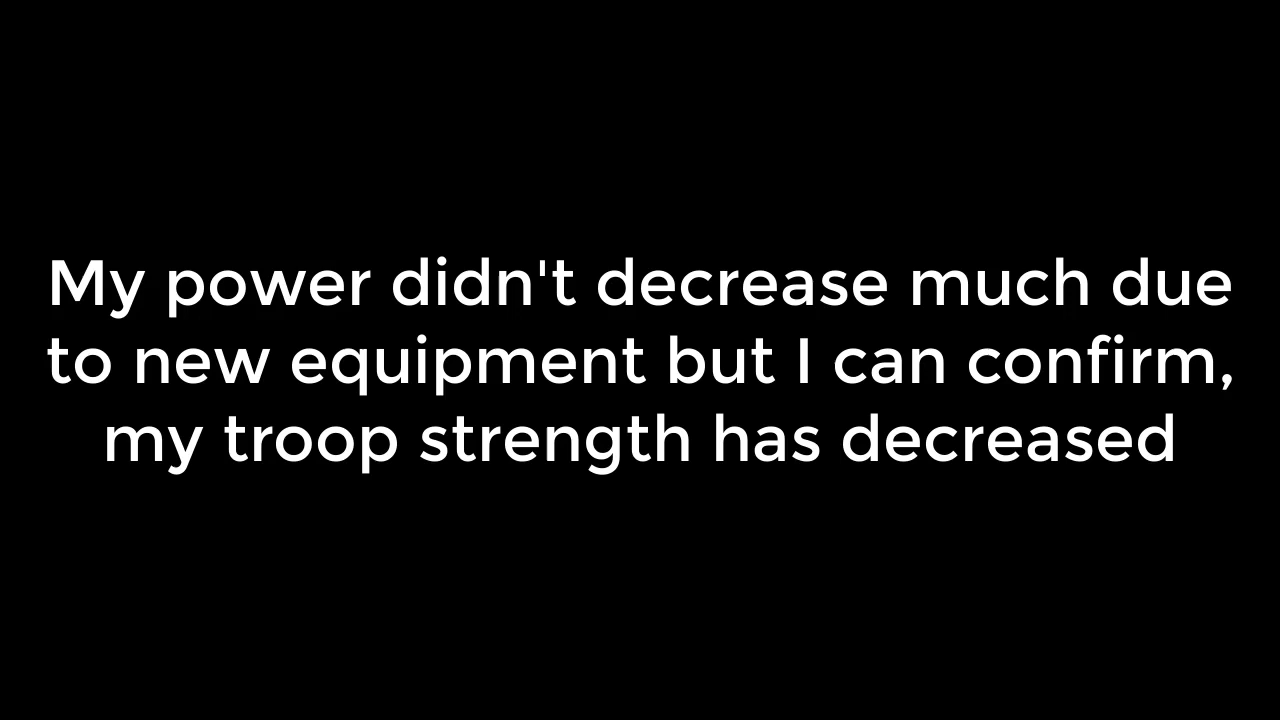 My power didn't decrease much due
to new equipment but I can confirm,
my troop strength has decreased